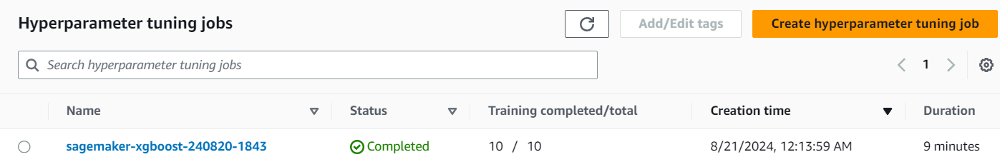 Hyperparameter tuning jobs
Add/Edit tags
Create hyperparameter tuning job
Search hyperparameter tuning jobs
1
Name Status Training completed/total Creation time Duration
sagemaker-xgboost-240820-1843 Completed 10 / 10 8/21/2024, 12:13:59 AM 9 minutes